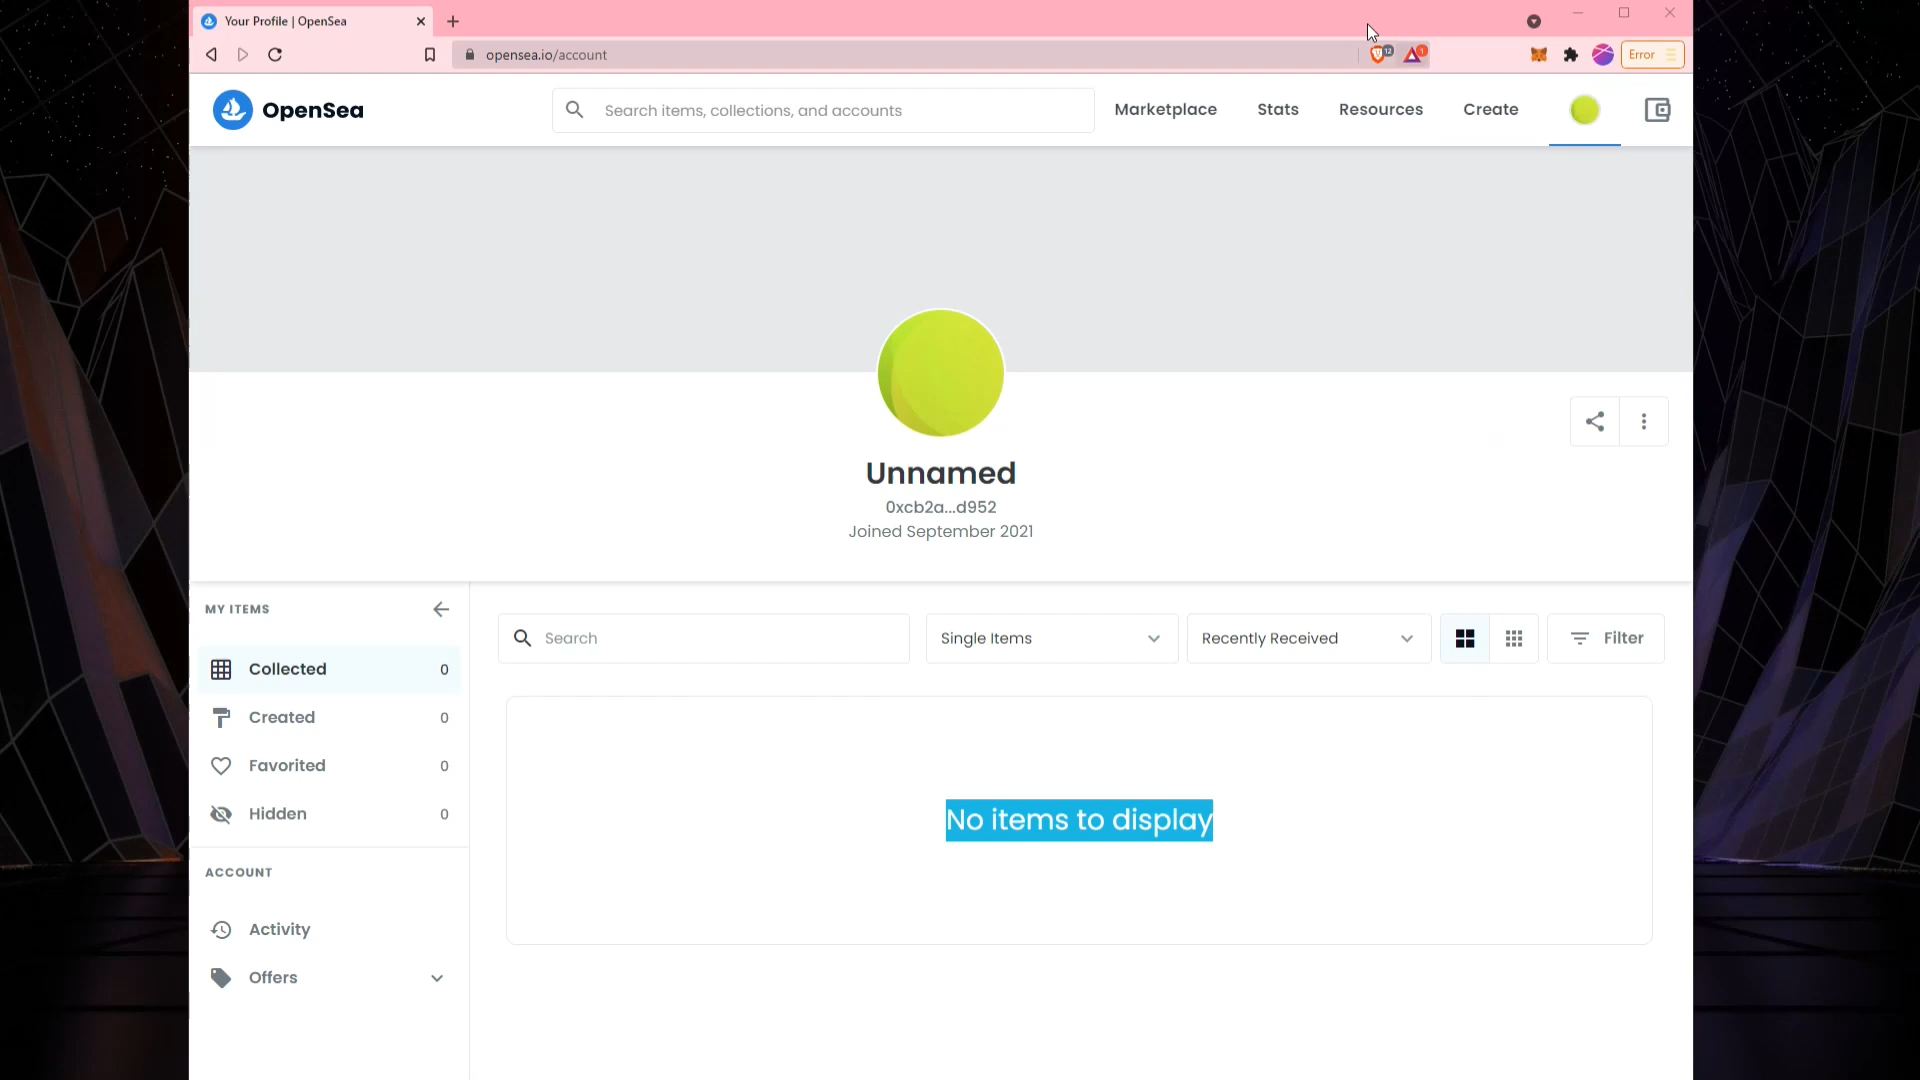 Your Profile | OpenSea
opensea.io/account
12
1
Error
OpenSea
Search items, collections, and accounts
Marketplace
Stats
Resources
Create
Unnamed
0xcb2a...d952
Joined September 2021
MY ITEMS
Collected 0
Created 0
Favorited 0
Hidden 0
ACCOUNT
Activity
Offers
Search
Single Items
Recently Received
Filter
No items to display